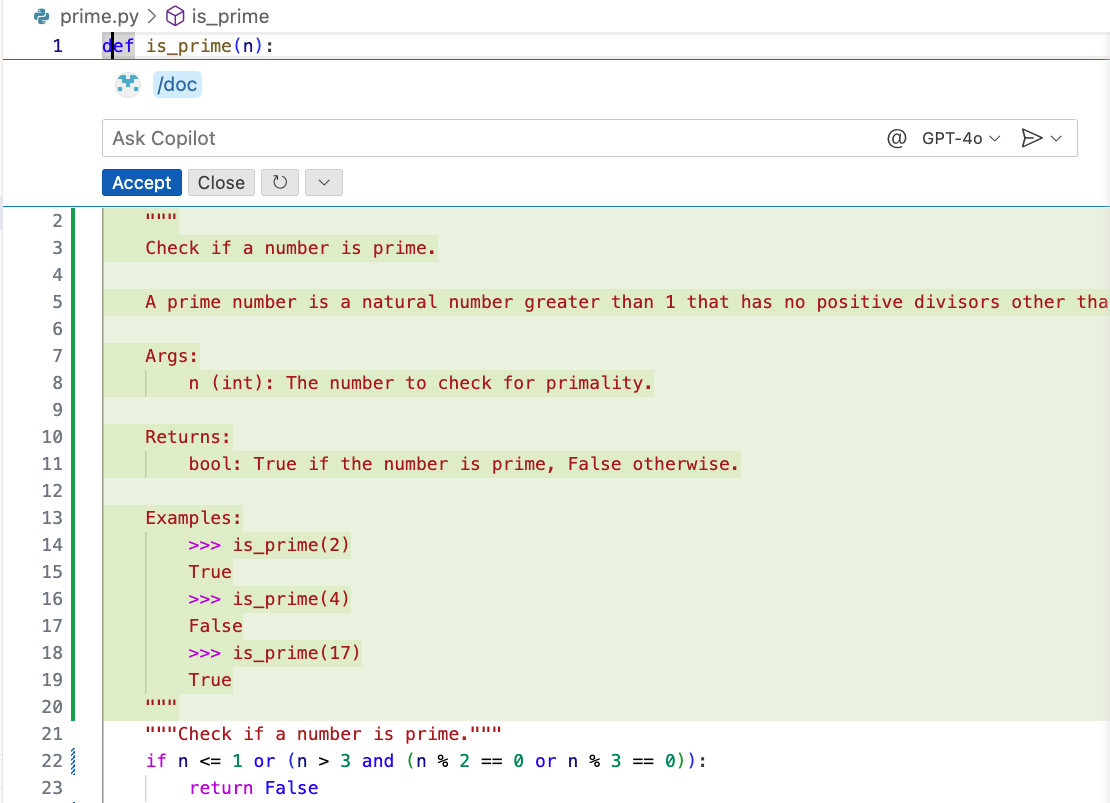 prime.py > is_prime
1 def is_prime(n):
/doc
Ask Copilot @ GPT-4o
Accept Close
2 """
3 Check if a number is prime.
4
5 A prime number is a natural number greater than 1 that has no positive divisors other tha
6
7 Args:
8 n (int): The number to check for primality.
9
10 Returns:
11 bool: True if the number is prime, False otherwise.
12
13 Examples:
14 >>> is_prime(2)
15 True
16 >>> is_prime(4)
17 False
18 >>> is_prime(17)
19 True
20 """
21 """Check if a number is prime."""
22 if n <= 1 or (n > 3 and (n % 2 == 0 or n % 3 == 0)):
23 return False